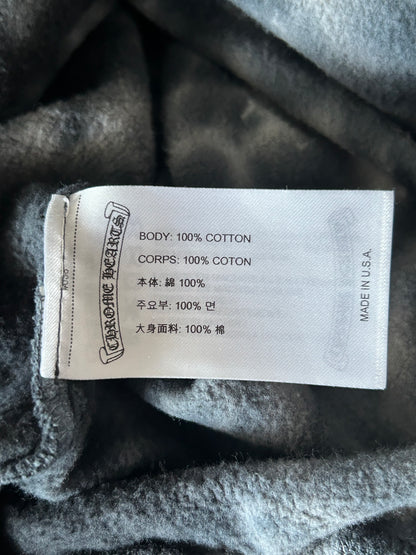 CHROME HEARTS
BODY: 100% COTTON
CORPS: 100% COTON
本体: 綿 100%
주요부: 100% 면
大身面料: 100% 棉
MADE IN U.S.A.